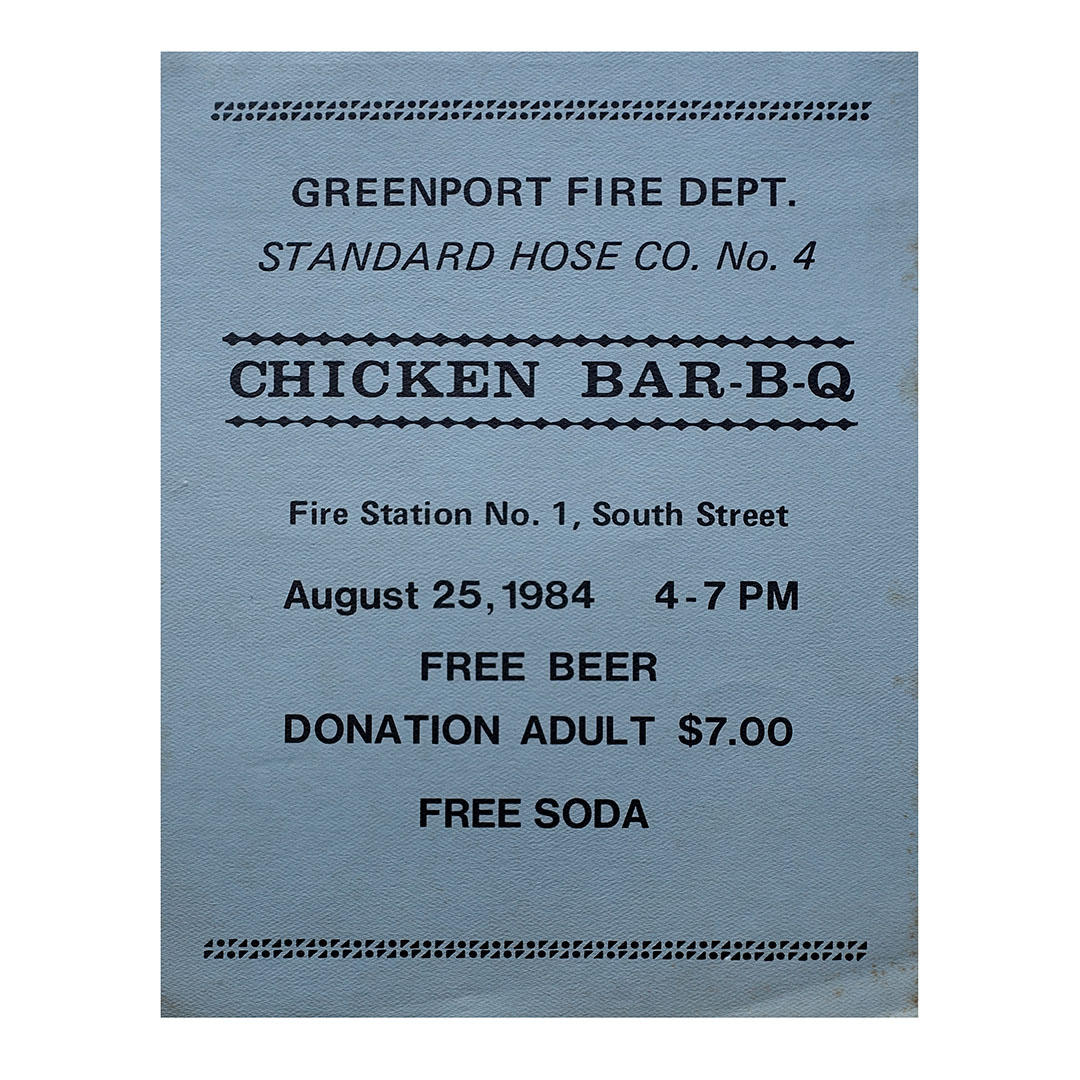 GREENPORT FIRE DEPT.
STANDARD HOSE CO. No. 4
CHICKEN BAR-B-Q
Fire Station No. 1, South Street
August 25, 1984 4-7 PM
FREE BEER
DONATION ADULT $7.00
FREE SODA